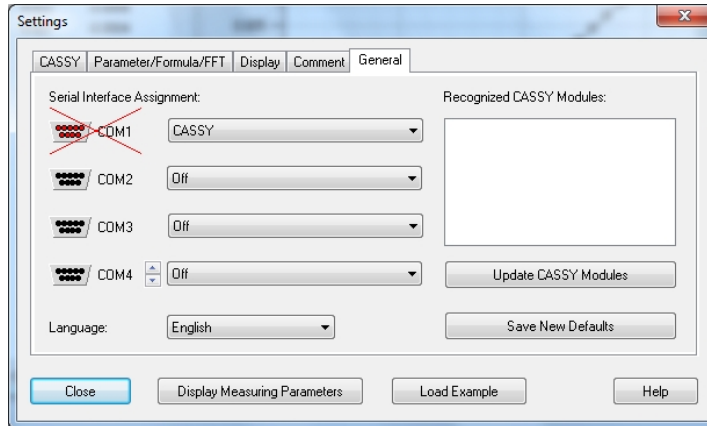 Settings
CASSY Parameter/Formula/FFT Display Comment General
Serial Interface Assignment:
Recognized CASSY Modules:
COM1 CASSY
COM2 Off
COM3 Off
COM4 Off
Update CASSY Modules
Language: English
Save New Defaults
Close Display Measuring Parameters Load Example Help